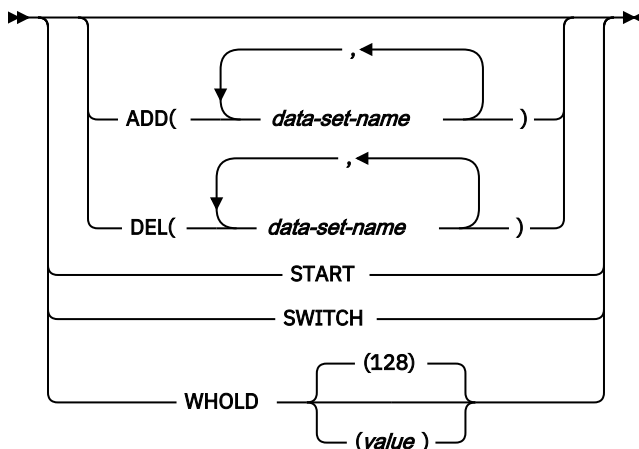 ,
ADD( data-set-name )
,
DEL( data-set-name )
START
SWITCH
(128)
WHOLD
(value )